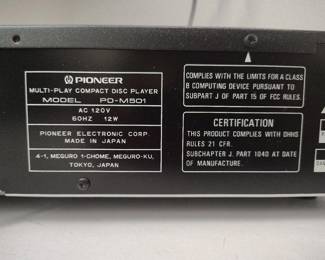 PIONEER
MULTI-PLAY COMPACT DISC PLAYER
MODEL PD-M501
AC 120V
60HZ 12W
PIONEER ELECTRONIC CORP.
MADE IN JAPAN
4-1, MEGURO 1-CHOME, MEGURO-KU,
TOKYO, JAPAN
COMPLIES WITH THE LIMITS FOR A CLASS
B COMPUTING DEVICE PURSUANT TO
SUBPART J OF PART 15 OF FCC RULES.
CERTIFICATION
THIS PRODUCT COMPLIES WITH DHHS
RULES 21 CFR.
SUBCHAPTER J. PART 1040 AT DATE
OF MANUFACTURE.